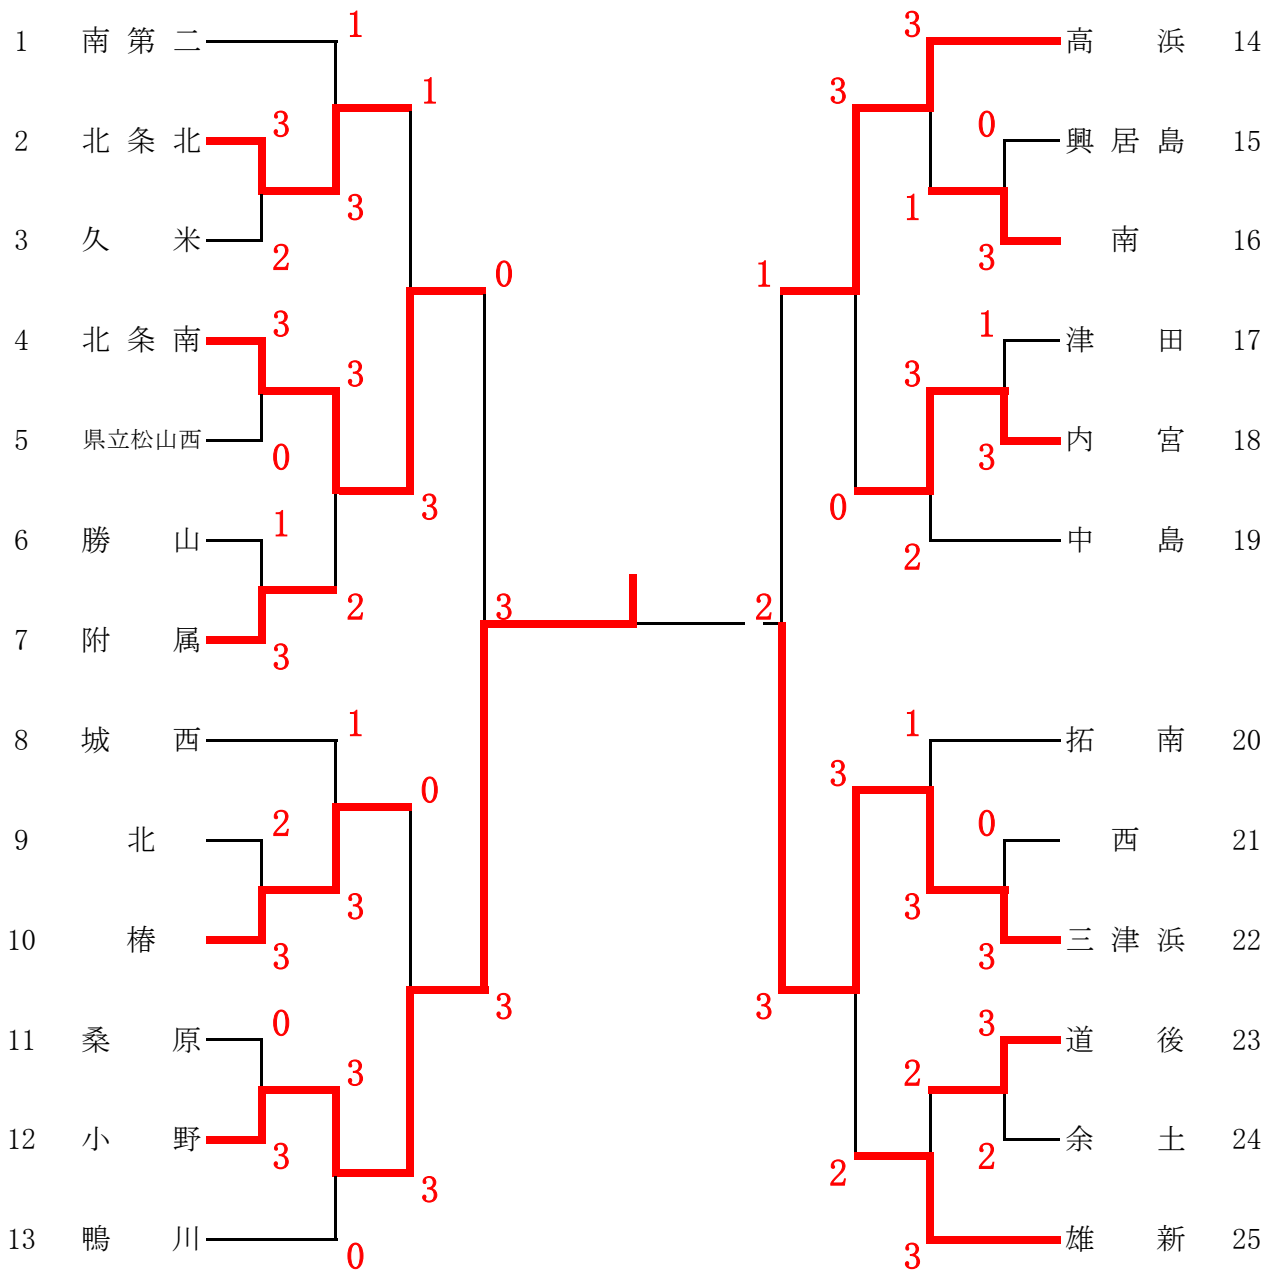 1 南第二 1 3 高浜 14
1 3
2 北条北 3 0 興居島 15
3 1
3 久米 2 3 南 16
0 1
4 北条南 3 1 津田 17
3 3
5 県立松山西 0 3 内宮 18
3 0
6 勝山 1 2 中島 19
2 3 2
7 附属 3
8 城西 1 1 拓南 20
0 3
9 北 2 0 西 21
3 3
10 椿 3 3 三津浜 22
3 3
11 桑原 0 3 道後 23
3 2
12 小野 3 2 余土 24
3 2
13 鴨川 0 3 雄新 25